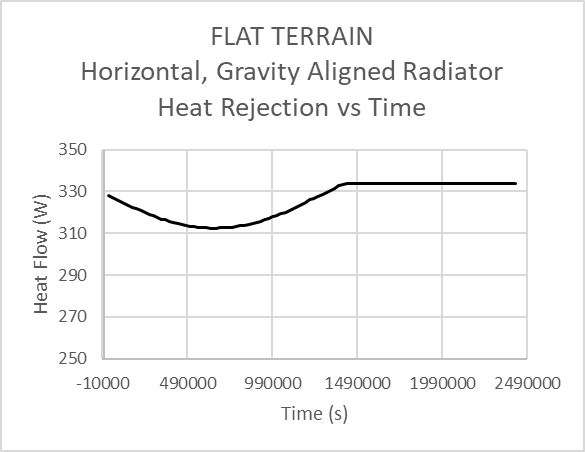 FLAT TERRAIN
Horizontal, Gravity Aligned Radiator
Heat Rejection vs Time
Heat Flow (W)
350
330
310
290
270
250
-10000 490000 990000 1490000 1990000 2490000
Time (s)